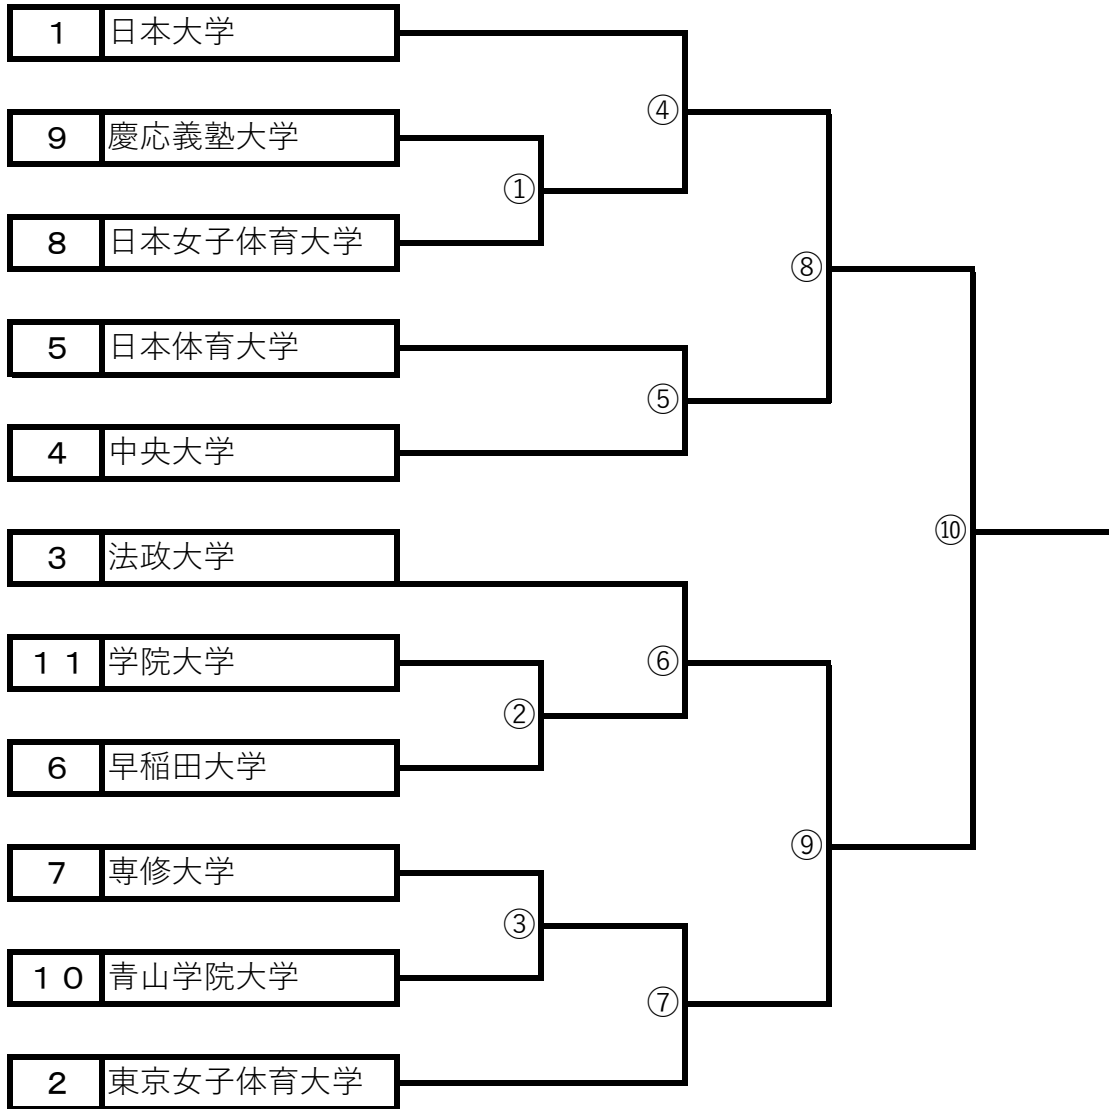 1 日本大学
④
9 慶応義塾大学
①
8 日本女子体育大学
⑧
5 日本体育大学
⑤
4 中央大学
⑩
3 法政大学
11 学院大学
⑥
②
6 早稲田大学
⑨
7 専修大学
③
10 青山学院大学
⑦
2 東京女子体育大学